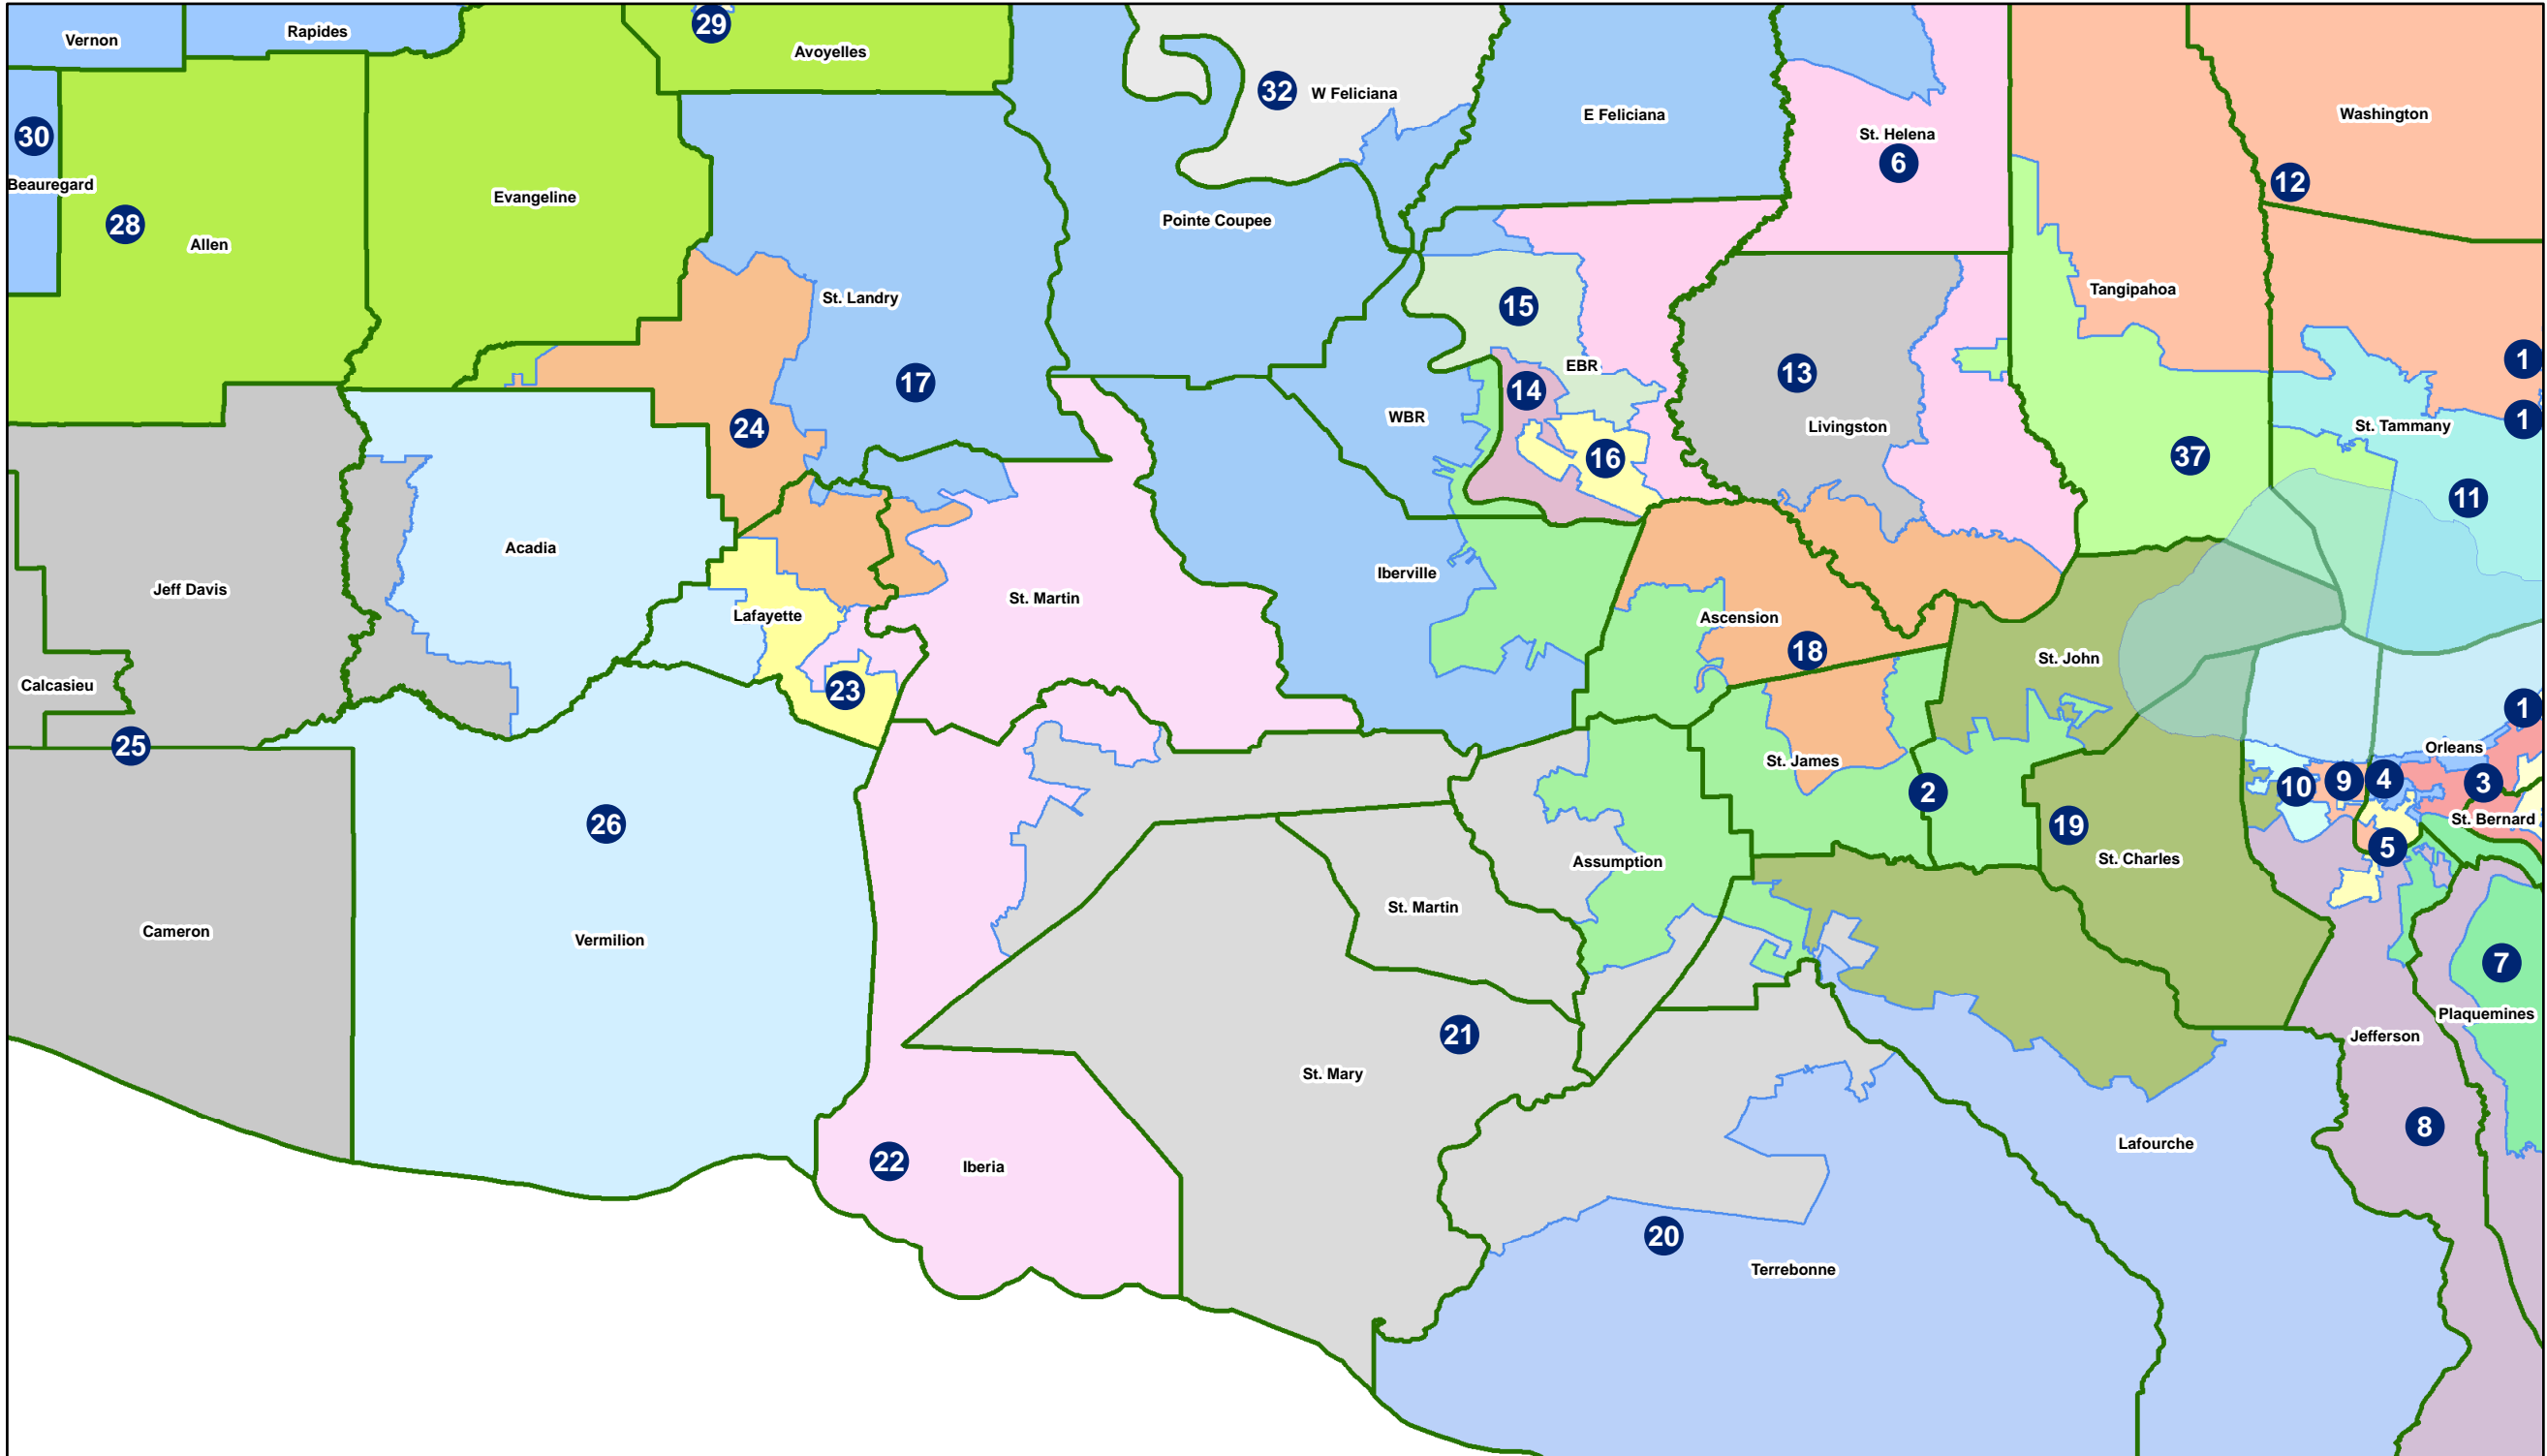 29
Vernon
Rapides
Avoyelles
32
W Feliciana
30
E Feliciana
St. Helena
6
Washington
Beauregard
12
Evangeline
28
Allen
Pointe Coupee
St. Landry
15
Tangipahoa
17
EBR
13
1
14
24
WBR
Livingston
St. Tammany
1
16
37
11
Acadia
Jeff Davis
Iberville
St. Martin
Lafayette
Ascension
18
St. John
Calcasieu
23
1
25
St. James
Orleans
26
2
10
9
4
3
19
St. Bernard
5
Assumption
St. Charles
St. Martin
Cameron
Vermilion
7
21
Plaquemines
Jefferson
St. Mary
8
Lafourche
22
Iberia
20
Terrebonne